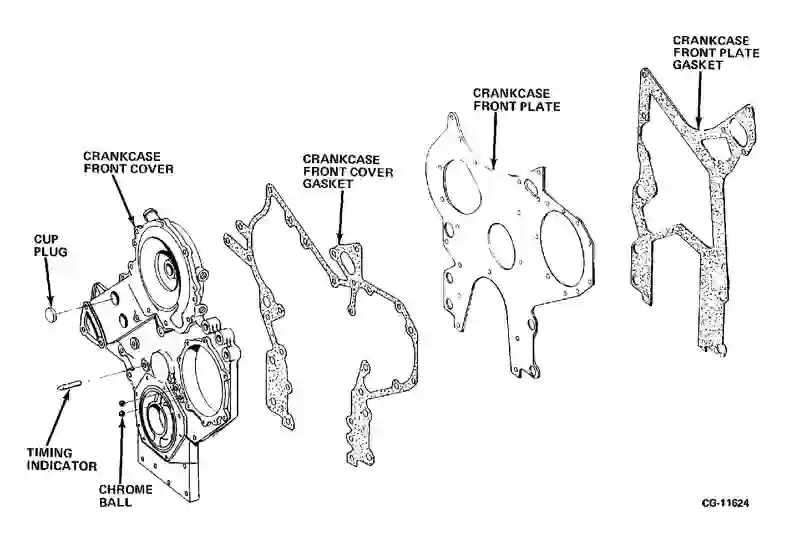 CRANKCASE
FRONT PLATE
GASKET
CRANKCASE
FRONT PLATE
CRANKCASE
FRONT COVER
CRANKCASE
FRONT COVER
GASKET
CUP
PLUG
TIMING
INDICATOR
CHROME
BALL
CG-11624